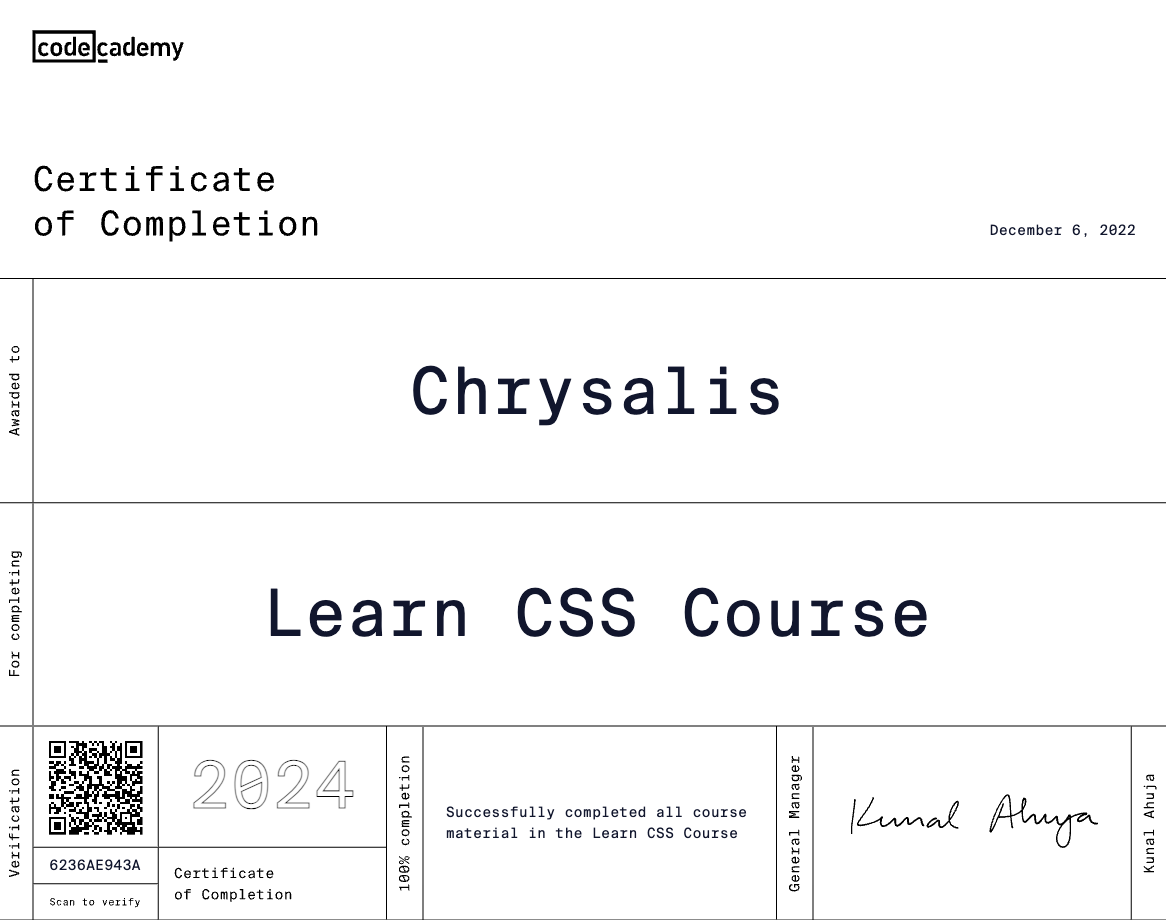 codecademy
Certificate
of Completion
December 6, 2022
Awarded to
Chrysalis
For completing
Learn CSS Course
Verification
6236AE943A
Scan to verify
2024
Certificate
of Completion
100% completion
Successfully completed all course
material in the Learn CSS Course
General Manager
Kunal Ahuja
Kunal Ahuja